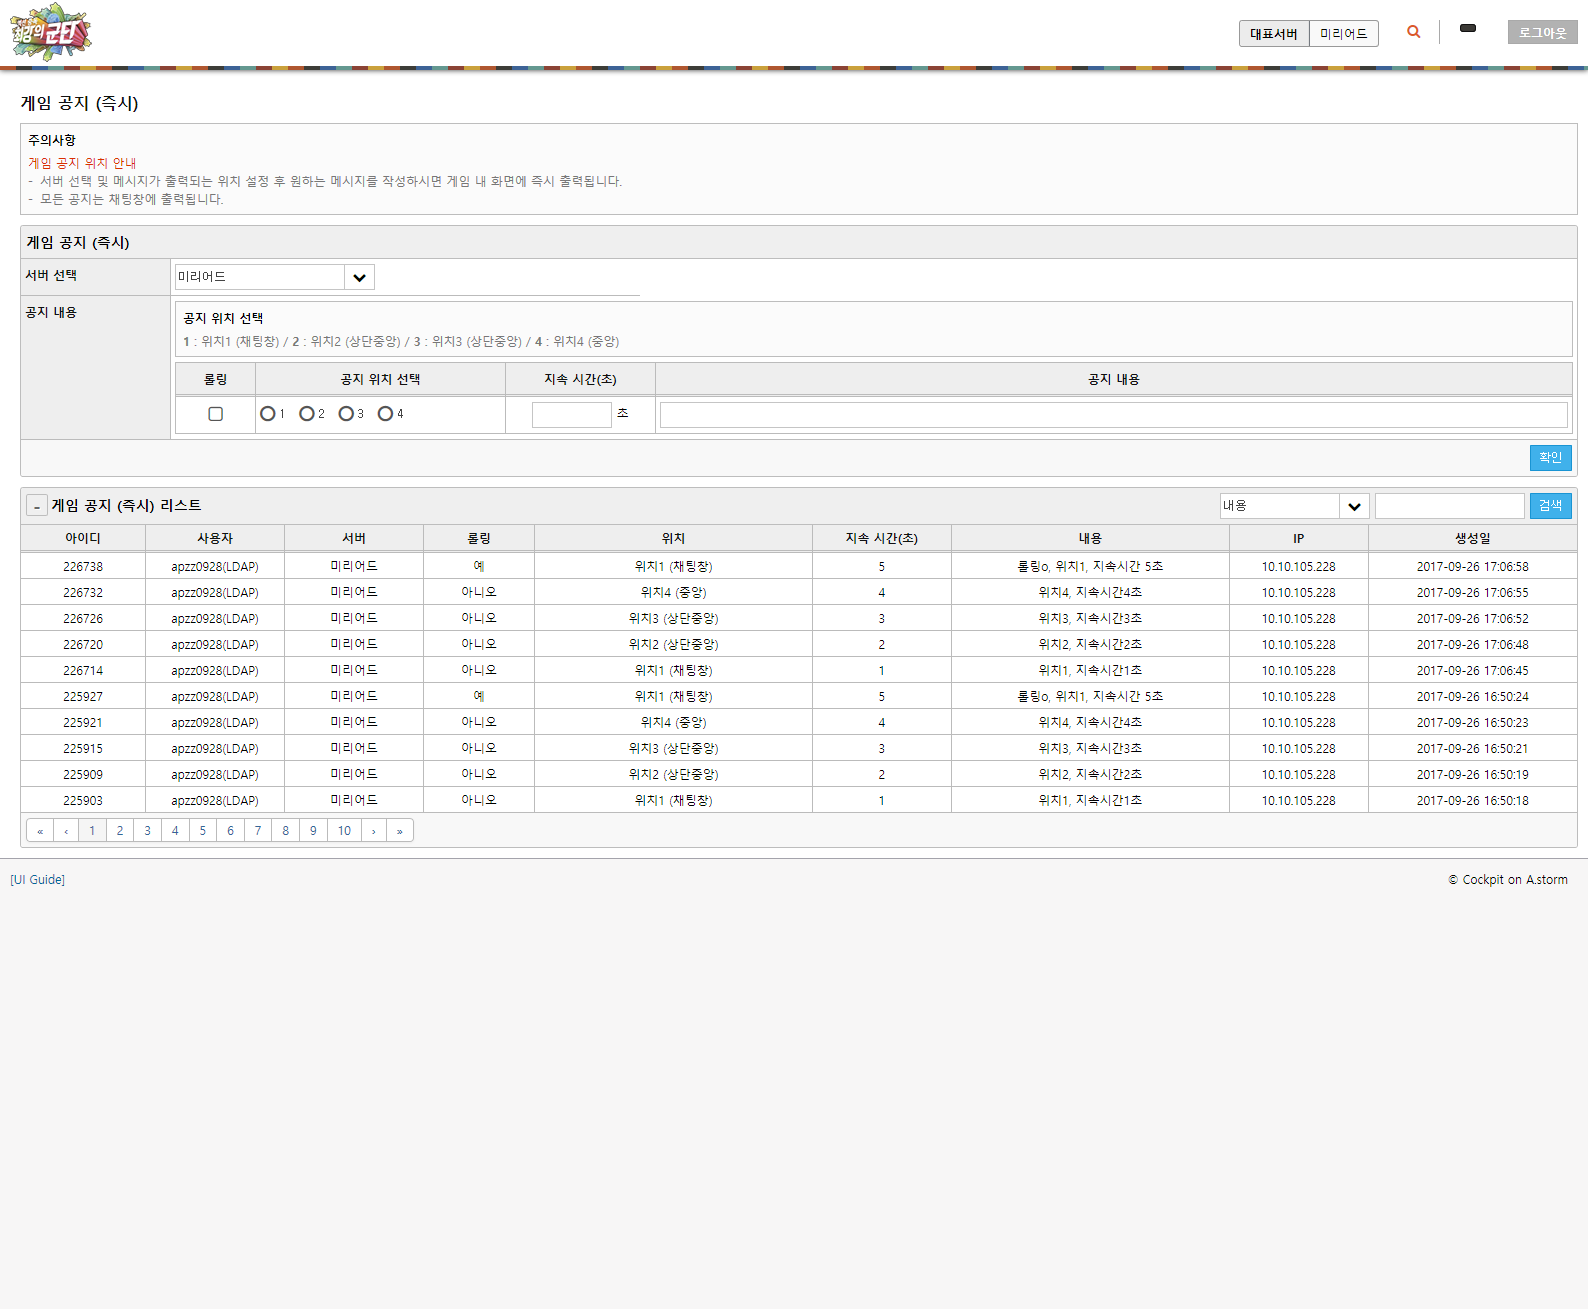 최강의 군단
대표서버 미리어드 로그아웃
게임 공지 (즉시)
주의사항
게임 공지 위치 안내
- 서버 선택 및 메시지가 출력되는 위치 설정 후 원하는 메시지를 작성하시면 게임 내 화면에 즉시 출력됩니다.
- 모든 공지는 채팅창에 출력됩니다.
게임 공지 (즉시)
서버 선택 미리어드
공지 내용
공지 위치 선택
1 : 위치1 (채팅창) / 2 : 위치2 (상단중앙) / 3 : 위치3 (상단중앙) / 4 : 위치4 (중앙)
롤링 공지 위치 선택 지속 시간(초) 공지 내용
1 2 3 4 초
확인
- 게임 공지 (즉시) 리스트 내용 검색
아이디 사용자 서버 롤링 위치 지속 시간(초) 내용 IP 생성일
226738 apzz0928(LDAP) 미리어드 예 위치1 (채팅창) 5 롤링o, 위치1, 지속시간 5초 10.10.105.228 2017-09-26 17:06:58
226732 apzz0928(LDAP) 미리어드 아니오 위치4 (중앙) 4 위치4, 지속시간4초 10.10.105.228 2017-09-26 17:06:55
226726 apzz0928(LDAP) 미리어드 아니오 위치3 (상단중앙) 3 위치3, 지속시간3초 10.10.105.228 2017-09-26 17:06:52
226720 apzz0928(LDAP) 미리어드 아니오 위치2 (상단중앙) 2 위치2, 지속시간2초 10.10.105.228 2017-09-26 17:06:48
226714 apzz0928(LDAP) 미리어드 아니오 위치1 (채팅창) 1 위치1, 지속시간1초 10.10.105.228 2017-09-26 17:06:45
225927 apzz0928(LDAP) 미리어드 예 위치1 (채팅창) 5 롤링o, 위치1, 지속시간 5초 10.10.105.228 2017-09-26 16:50:24
225921 apzz0928(LDAP) 미리어드 아니오 위치4 (중앙) 4 위치4, 지속시간4초 10.10.105.228 2017-09-26 16:50:23
225915 apzz0928(LDAP) 미리어드 아니오 위치3 (상단중앙) 3 위치3, 지속시간3초 10.10.105.228 2017-09-26 16:50:21
225909 apzz0928(LDAP) 미리어드 아니오 위치2 (상단중앙) 2 위치2, 지속시간2초 10.10.105.228 2017-09-26 16:50:19
225903 apzz0928(LDAP) 미리어드 아니오 위치1 (채팅창) 1 위치1, 지속시간1초 10.10.105.228 2017-09-26 16:50:18
« ‹ 1 2 3 4 5 6 7 8 9 10 › »
[UI Guide] © Cockpit on A.storm